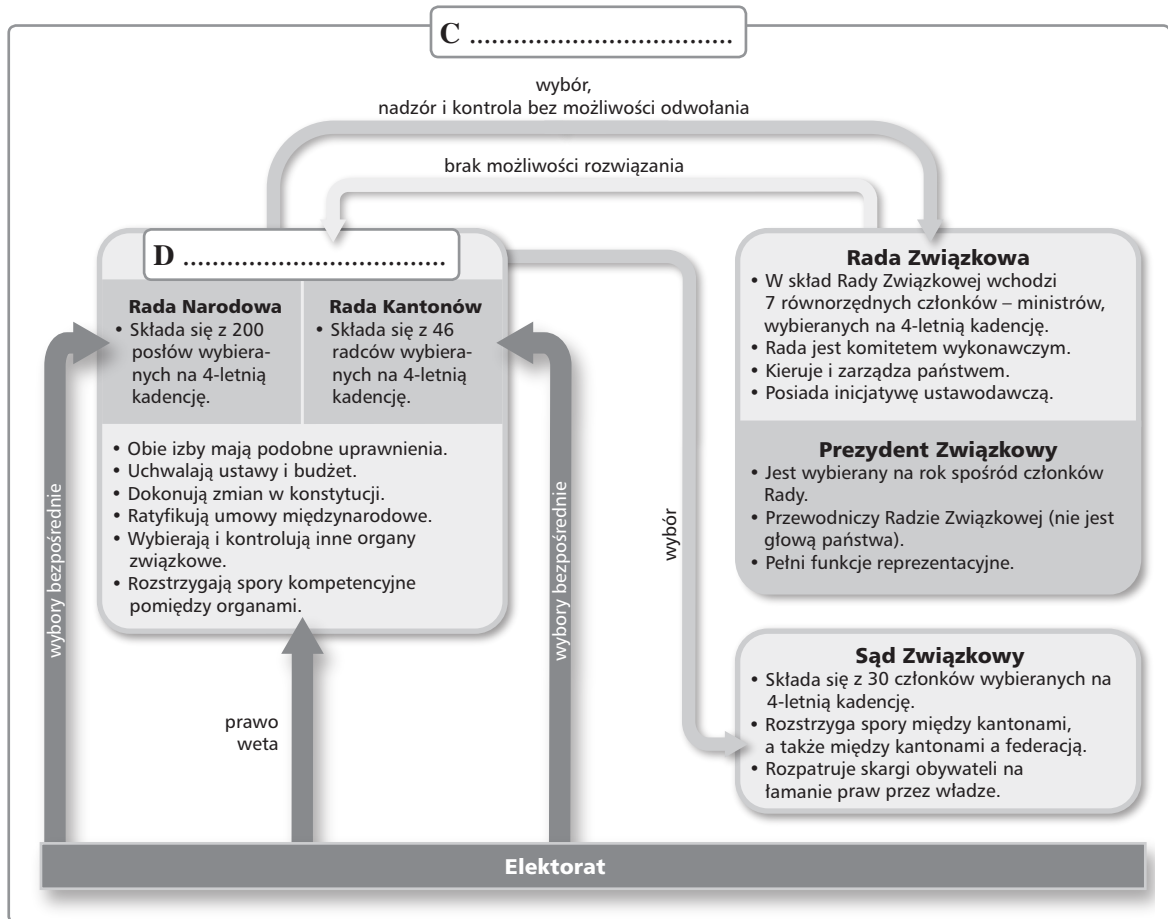 C ....................................
wybór,
nadzór i kontrola bez możliwości odwołania
brak możliwości rozwiązania
D ....................................
Rada Narodowa
• Składa się z 200
posłów wybiera-
nych na 4-letnią
kadencję.
Rada Kantonów
• Składa się z 46
radców wybiera-
nych na 4-letnią
kadencję.
• Obie izby mają podobne uprawnienia.
• Uchwalają ustawy i budżet.
• Dokonują zmian w konstytucji.
• Ratyfikują umowy międzynarodowe.
• Wybierają i kontrolują inne organy
związkowe.
• Rozstrzygają spory kompetencyjne
pomiędzy organami.
Rada Związkowa
• W skład Rady Związkowej wchodzi
7 równorzędnych członków – ministrów,
wybieranych na 4-letnią kadencję.
• Rada jest komitetem wykonawczym.
• Kieruje i zarządza państwem.
• Posiada inicjatywę ustawodawczą.
Prezydent Związkowy
• Jest wybierany na rok spośród członków
Rady.
• Przewodniczy Radzie Związkowej (nie jest
głową państwa).
• Pełni funkcje reprezentacyjne.
wybory bezpośrednie
wybory bezpośrednie
wybór
Sąd Związkowy
• Składa się z 30 członków wybieranych na
4-letnią kadencję.
• Rozstrzyga spory między kantonami,
a także między kantonami a federacją.
• Rozpatruje skargi obywateli na
łamanie praw przez władze.
prawo
weta
Elektorat